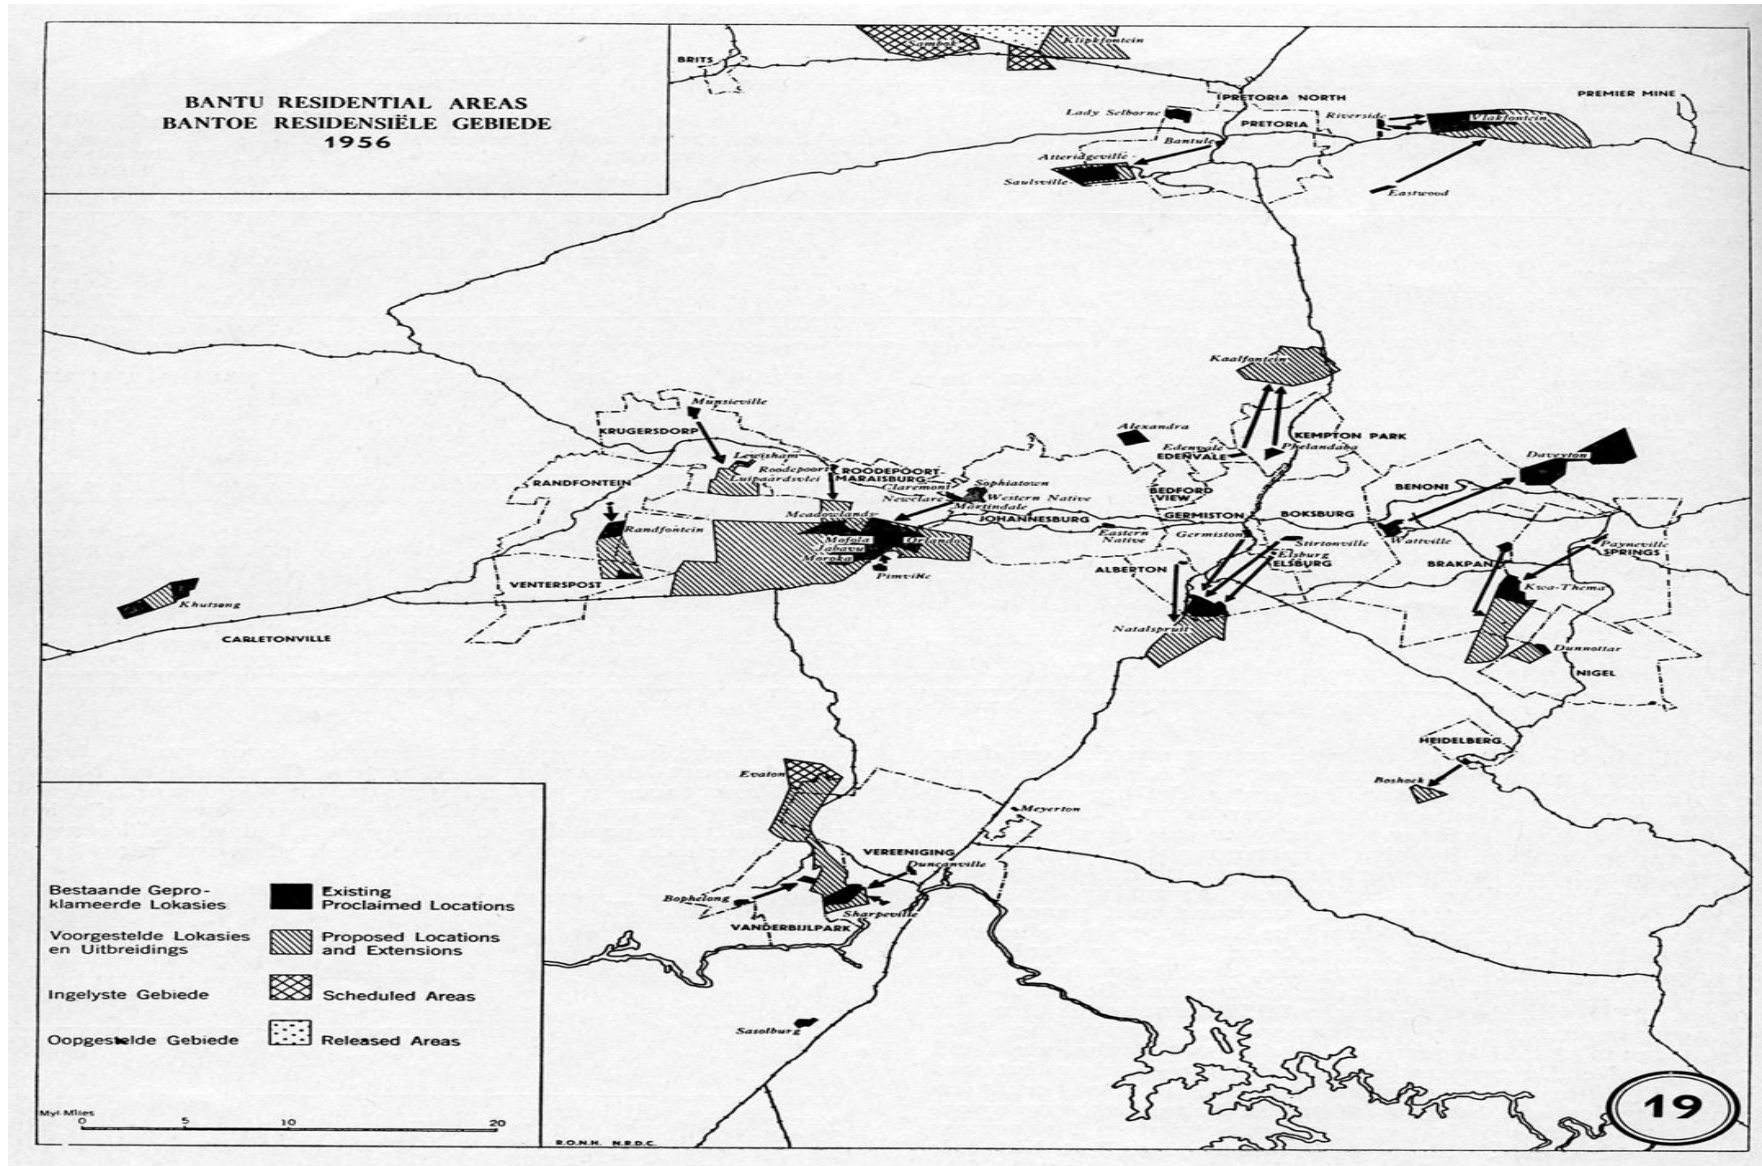 BANTU RESIDENTIAL AREAS
BANTOE RESIDENSIËLE GEBIEDE
1956
BRITS
Klipkfontein
PRETORIA NORTH
PREMIER MINE
Lady Selborne
PRETORIA
Riverside
Vlakfontein
Bantule
Atteridgeville
Saulsville
Eastwood
Kaalfontein
Munsieville
KRUGERSDORP
Alexandra
KEMPTON PARK
Edenvale
EDENVALE
Phelandaba
Lewisham
Luipaardsvlei
Roodepoort
ROODEPOORT
MARAISBURG
Daveyton
RANDFONTEIN
Claremont
Newclare
Sophiatown
Western Native
Martindale
BEDFORD
VIEW
BENONI
Meadowlands
JOHANNESBURG
GERMISTON
BOKSBURG
Randfontein
Mofolo
Jabavu
Moroka
Orlando
Pimville
Eastern
Native
Germiston
Stirtonville
Elsburg
ELSBURG
Wattville
Payneville
SPRINGS
VENTERSPOST
ALBERTON
BRAKPAN
Kwa-Thema
Khutsong
CARLETONVILLE
Natalspruit
Dunnottar
NIGEL
HEIDELBERG
Boshoek
Evaton
Meyerton
VEREENIGING
Duncanville
Bophelong
Sharpeville
VANDERBIJLPARK
Sasolburg
Bestaande Gepro-
klameerde Lokasies
Existing
Proclaimed Locations
Voorgestelde Lokasies
en Uitbreidings
Proposed Locations
and Extensions
Ingelyste Gebiede
Scheduled Areas
Oopgestelde Gebiede
Released Areas
Myl-Miles
0 5 10 20
R.O.N.H. N.R.D.C.
19